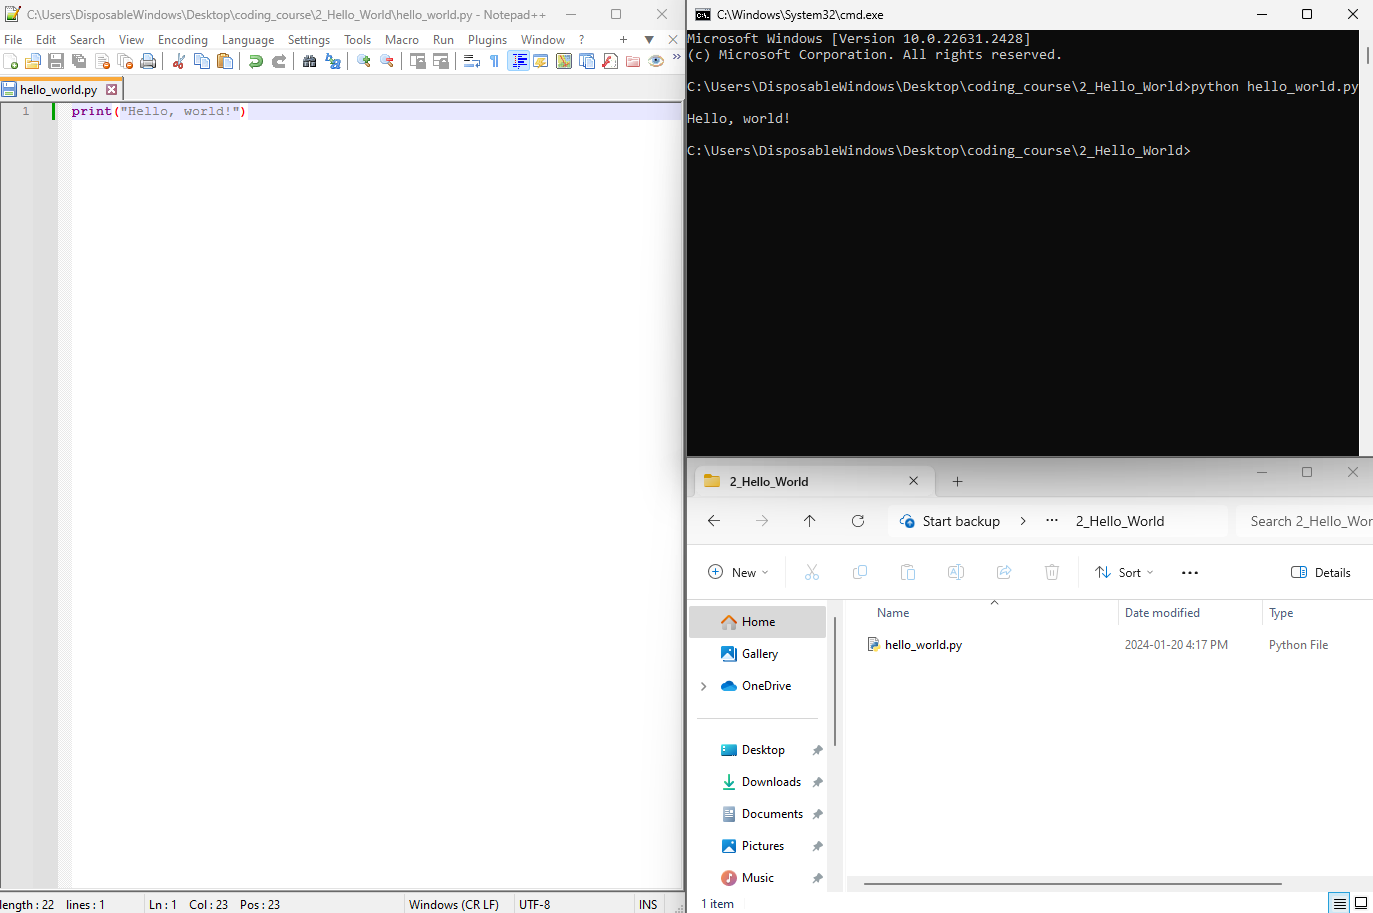 C:\Users\DisposableWindows\Desktop\coding_course\2_Hello_World\hello_world.py - Notepad++
File Edit Search View Encoding Language Settings Tools Macro Run Plugins Window ? + ▼ X
hello_world.py
1 print("Hello, world!")
length : 22 lines : 1 Ln : 1 Col : 23 Pos : 23 Windows (CR LF) UTF-8 INS
C:\Windows\System32\cmd.exe
Microsoft Windows [Version 10.0.22631.2428]
(c) Microsoft Corporation. All rights reserved.
C:\Users\DisposableWindows\Desktop\coding_course\2_Hello_World>python hello_world.py
Hello, world!
C:\Users\DisposableWindows\Desktop\coding_course\2_Hello_World>
2_Hello_World
Start backup > ... 2_Hello_World Search 2_Hello_Wor
New Sort ... Details
Name Date modified Type
hello_world.py 2024-01-20 4:17 PM Python File
Home
Gallery
OneDrive
Desktop
Downloads
Documents
Pictures
Music
1 item